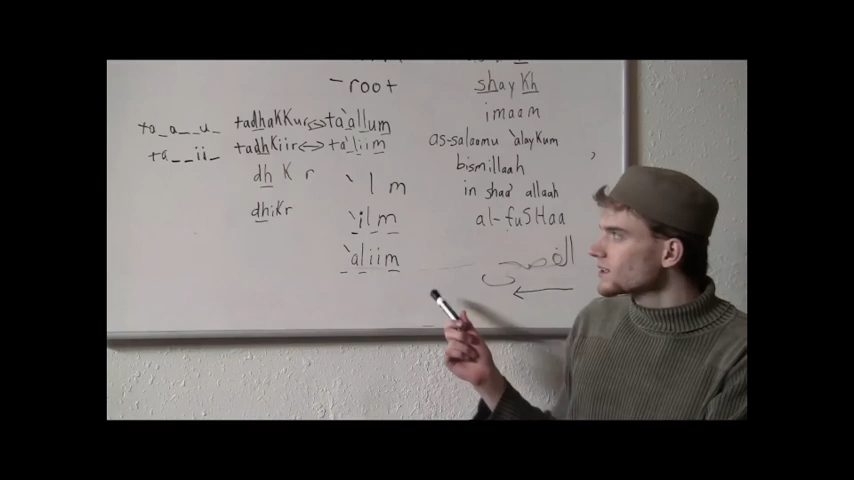 - root
ta_a__u_ tadhaKKur ⇔ ta`allum
ta__ii_ tadhKiir ⇔ ta`liim
dh K r
` l m
dhiKr
`ilm
`aliim
shayKh
imaam
as-salaamu `alayKum
bismillaah
in shaa' allaah
al-fuSHaa
الفصحى